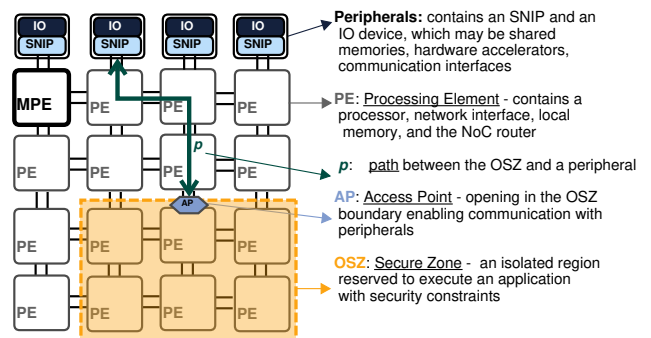 IO IO IO IO
SNIP SNIP SNIP SNIP
MPE PE PE PE
PE PE PE PE
p
AP
PE PE PE PE
PE PE PE PE
Peripherals: contains an SNIP and an
IO device, which may be shared
memories, hardware accelerators,
communication interfaces
PE: Processing Element - contains a
processor, network interface, local
memory, and the NoC router
p: path between the OSZ and a peripheral
AP: Access Point - opening in the OSZ
boundary enabling communication with
peripherals
OSZ: Secure Zone - an isolated region
reserved to execute an application
with security constraints